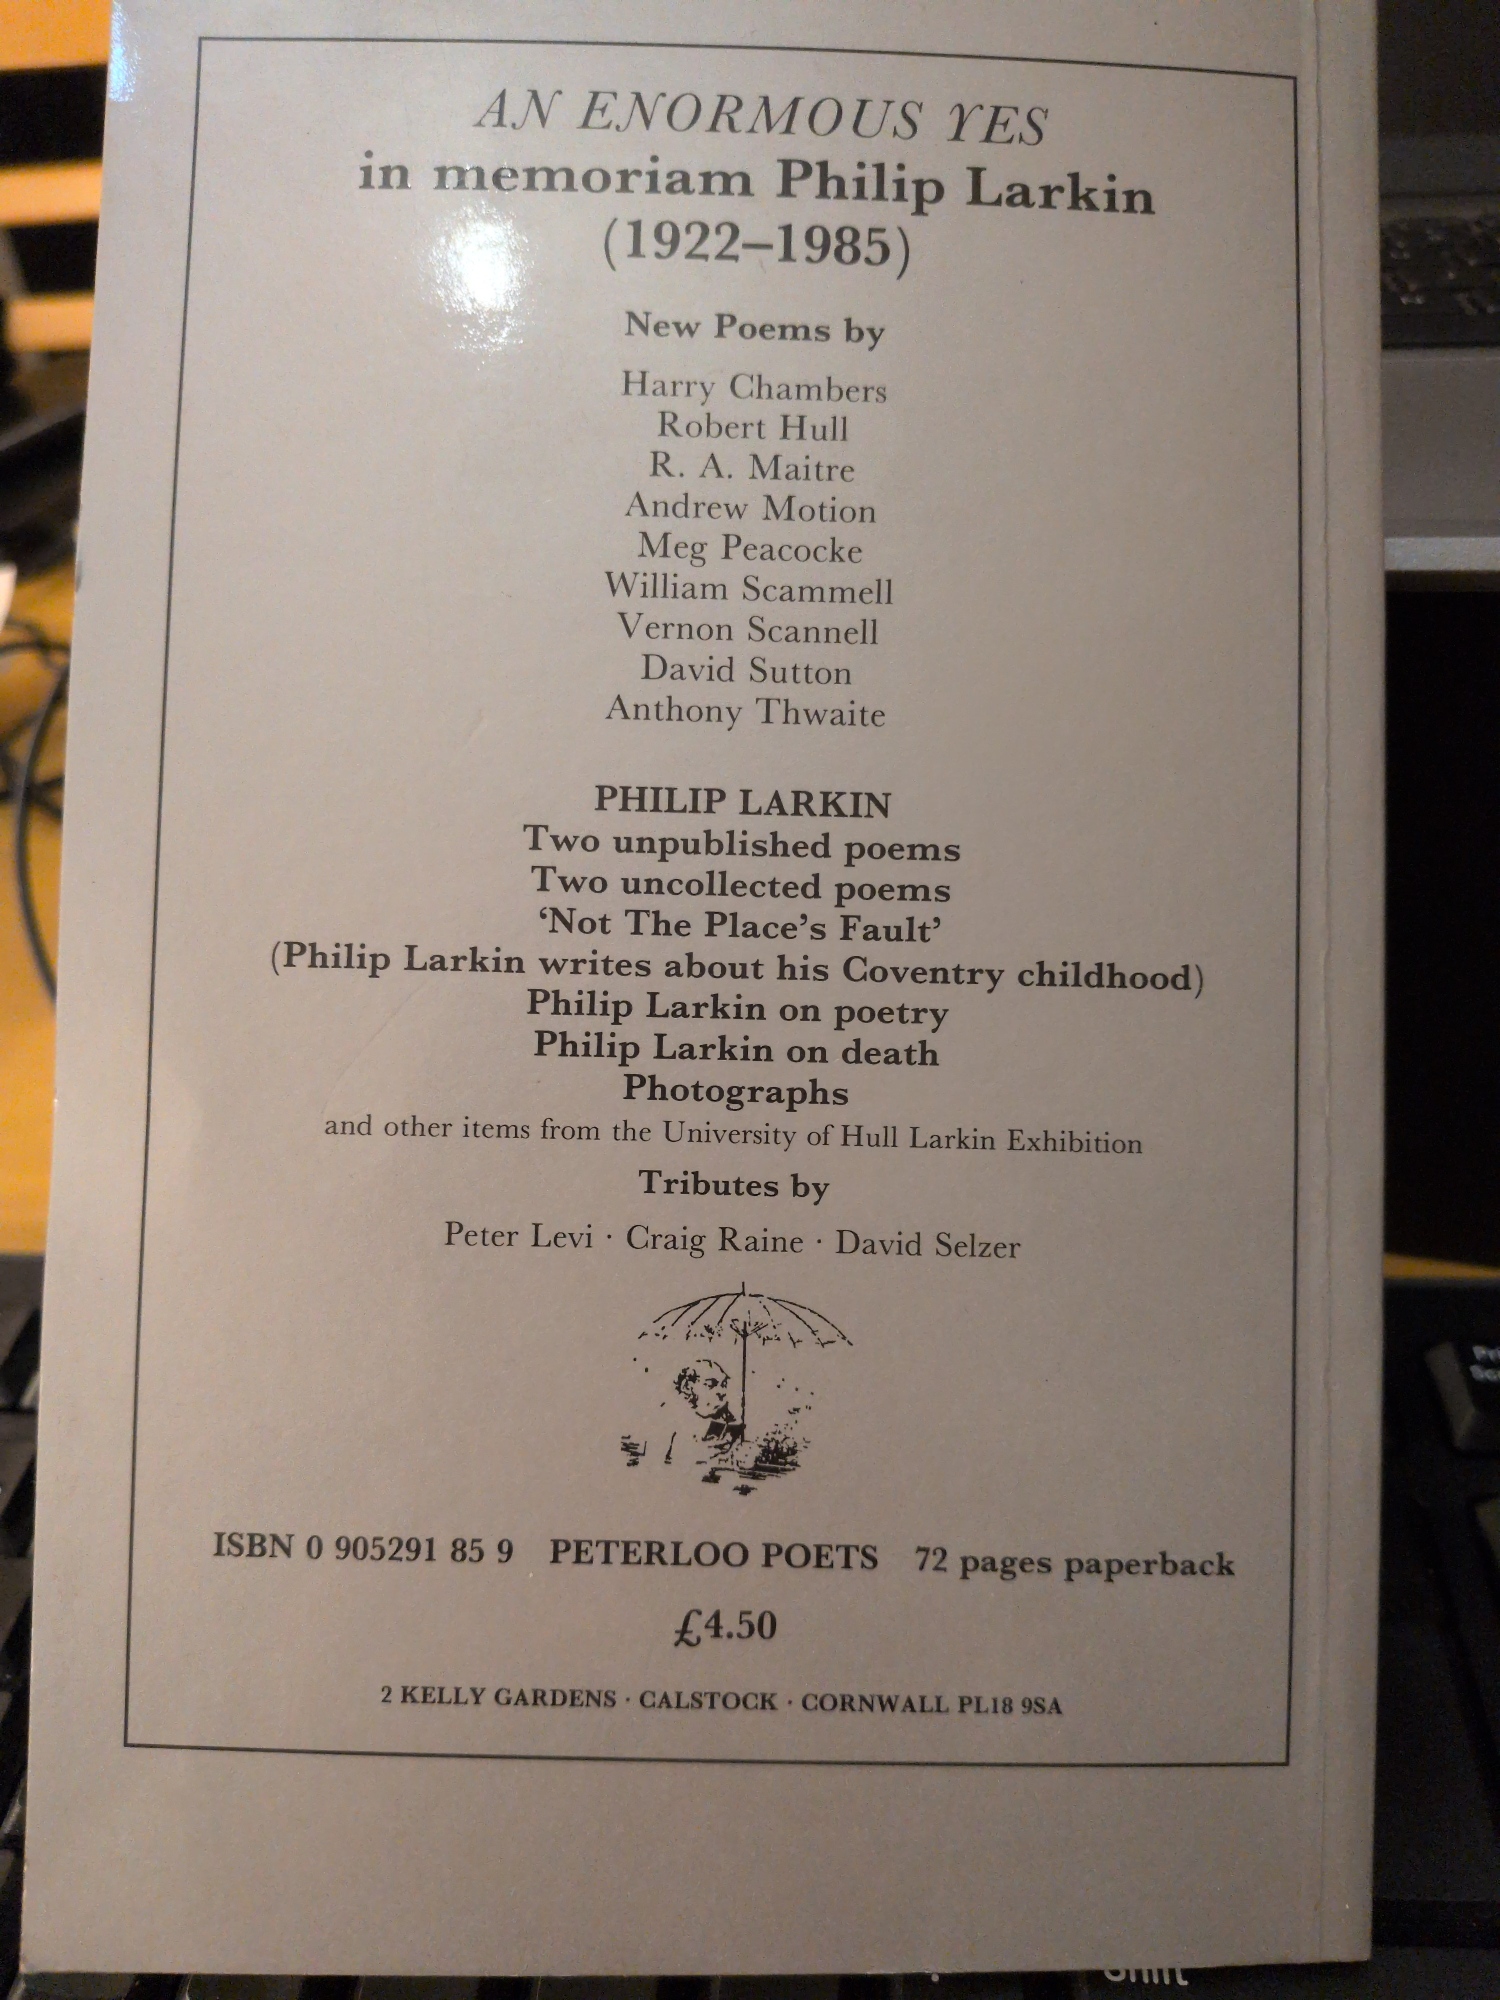 AN ENORMOUS YES
in memoriam Philip Larkin
(1922–1985)
New Poems by
Harry Chambers
Robert Hull
R. A. Maitre
Andrew Motion
Meg Peacocke
William Scammell
Vernon Scannell
David Sutton
Anthony Thwaite
PHILIP LARKIN
Two unpublished poems
Two uncollected poems
‘Not The Place’s Fault’
(Philip Larkin writes about his Coventry childhood)
Philip Larkin on poetry
Philip Larkin on death
Photographs
and other items from the University of Hull Larkin Exhibition
Tributes by
Peter Levi · Craig Raine · David Selzer
ISBN 0 905291 85 9 PETERLOO POETS 72 pages paperback
£4.50
2 KELLY GARDENS · CALSTOCK · CORNWALL PL18 9SA
Shift